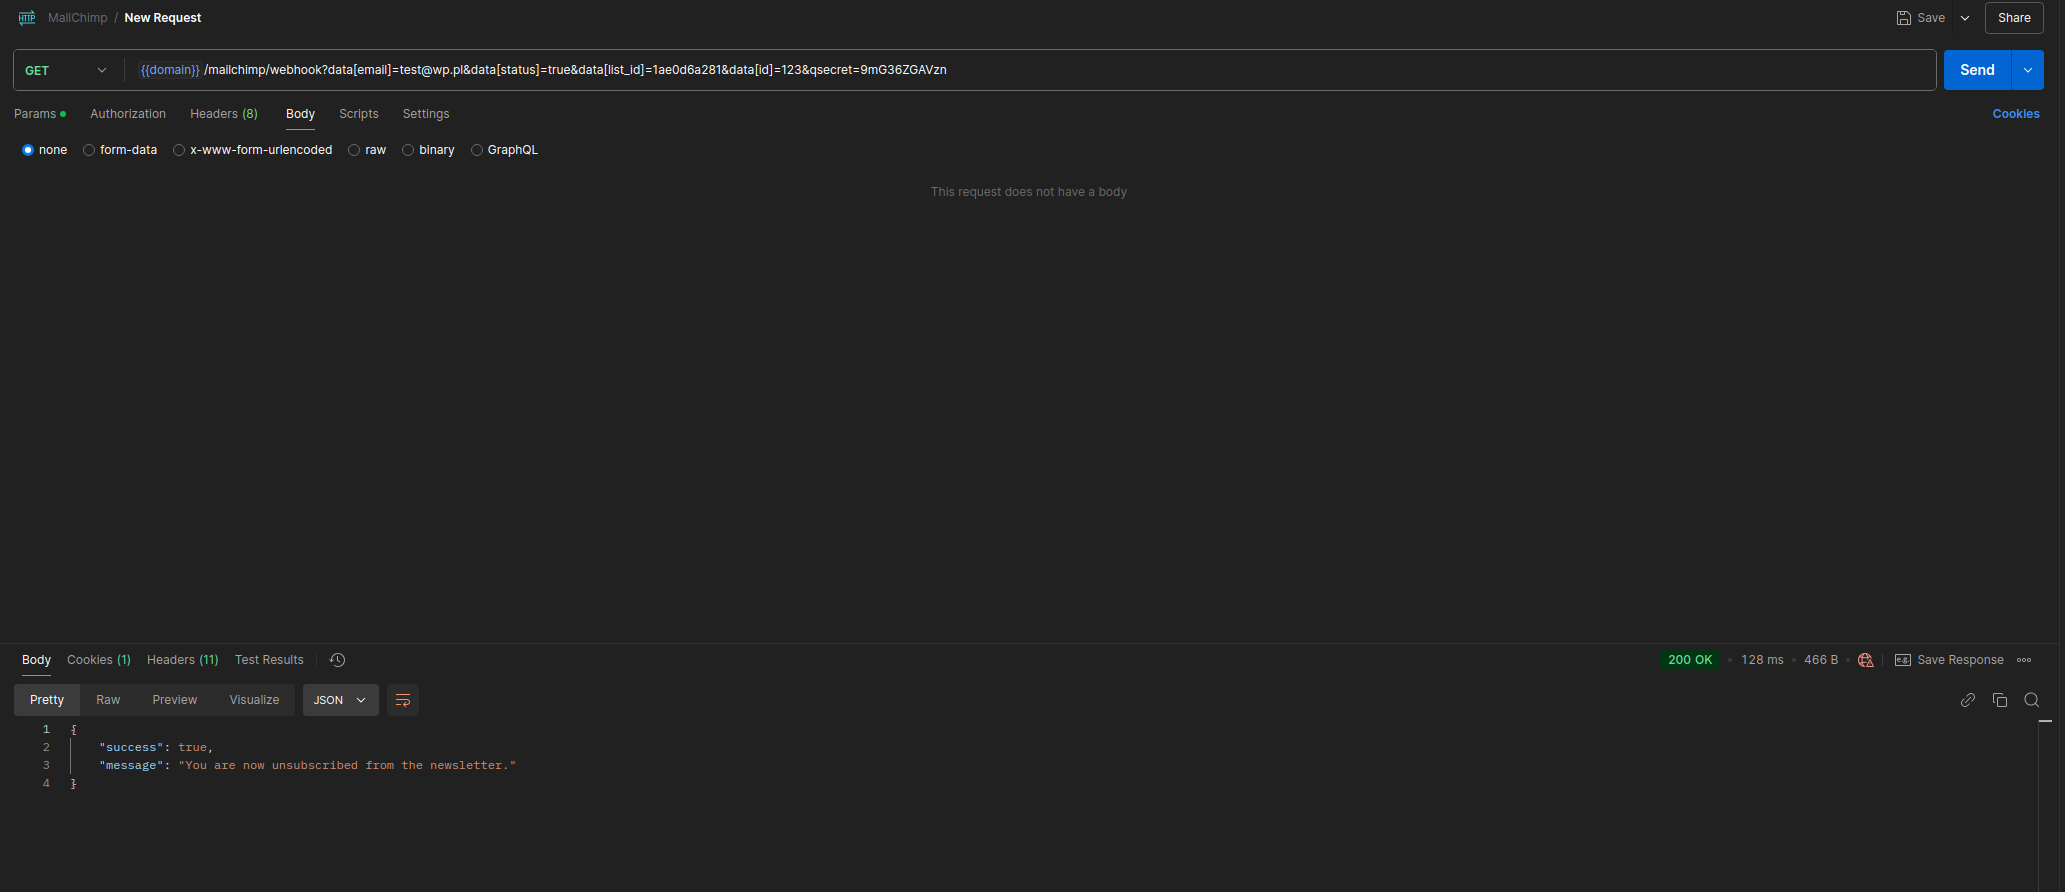 HTTP MailChimp / New Request Save Share
GET {{domain}} /mailchimp/webhook?data[email]=test@wp.pl&data[status]=true&data[list_id]=1ae0d6a281&data[id]=123&qsecret=9mG36ZGAVzn Send
Params Authorization Headers (8) Body Scripts Settings Cookies
none form-data x-www-form-urlencoded raw binary GraphQL
This request does not have a body
Body Cookies (1) Headers (11) Test Results 200 OK 128 ms 466 B e.g. Save Response
Pretty Raw Preview Visualize JSON
1 {
2 "success": true,
3 "message": "You are now unsubscribed from the newsletter."
4 }